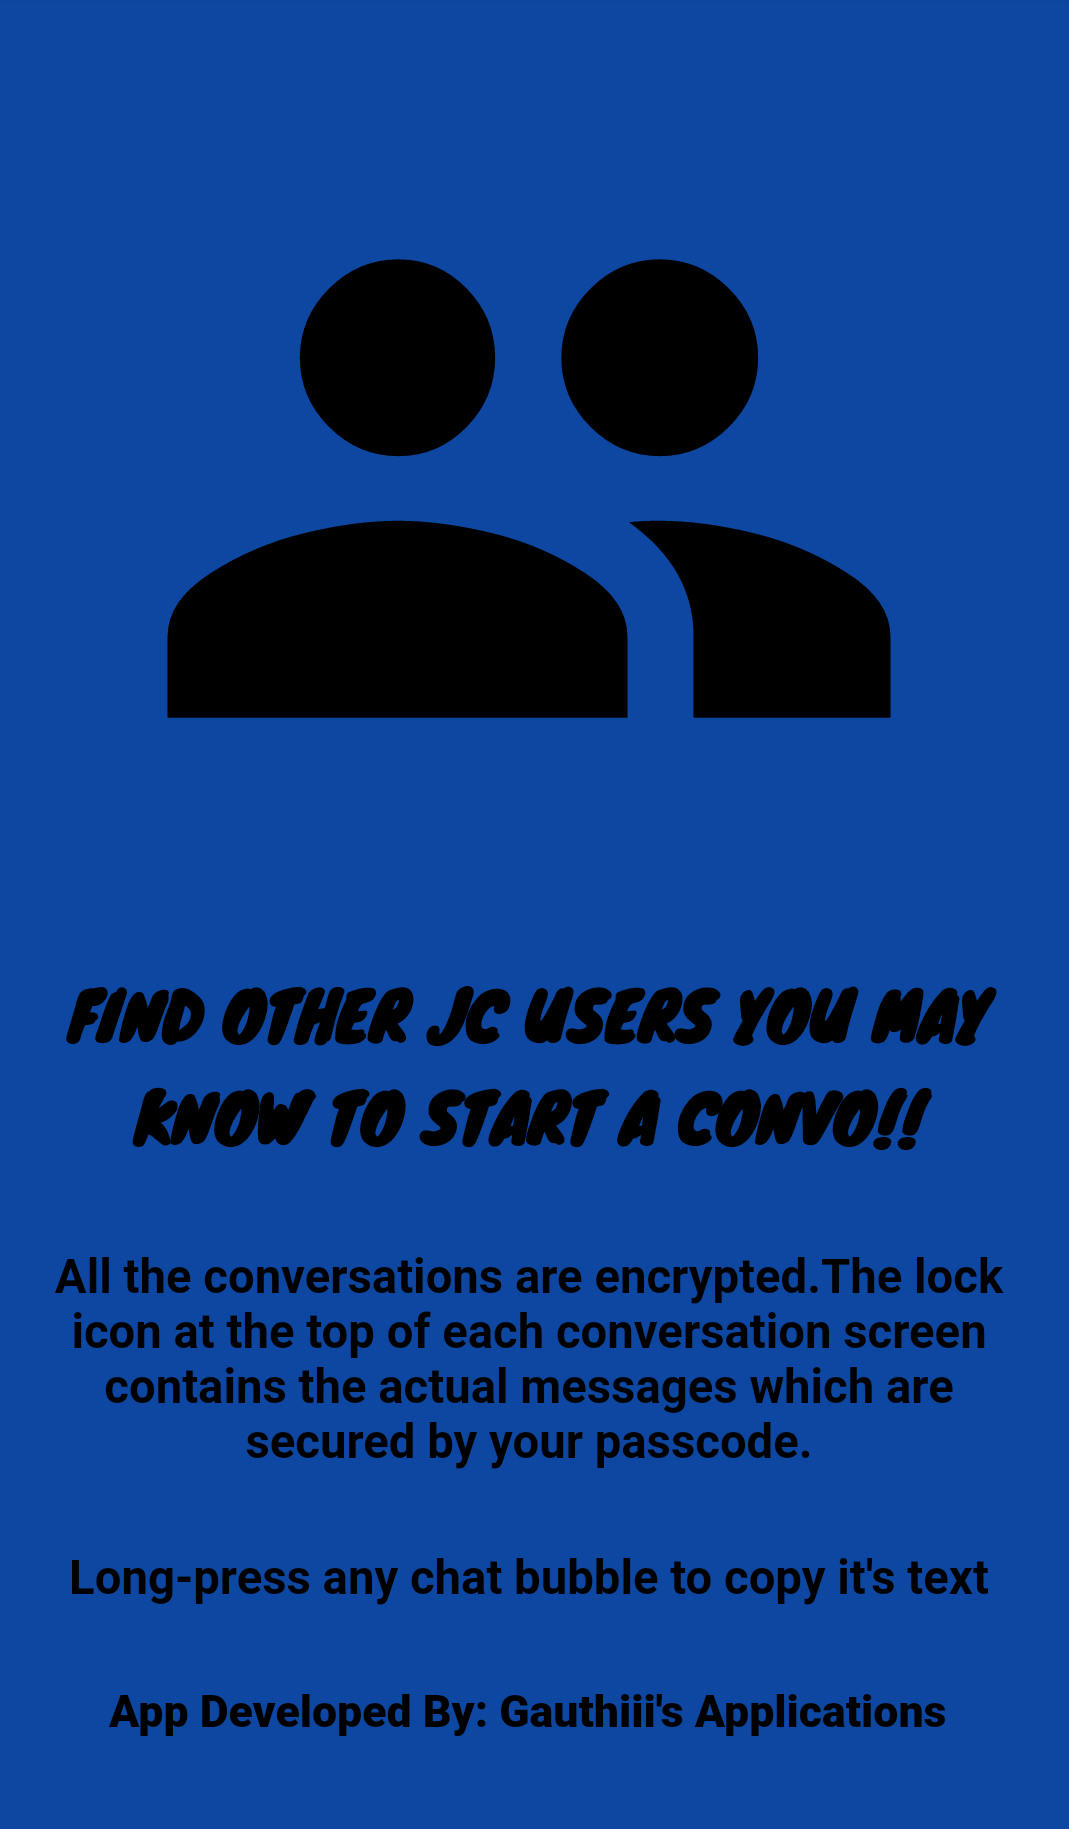 FIND OTHER JC USERS YOU MAY
KNOW TO START A CONVO!!
All the conversations are encrypted.The lock
icon at the top of each conversation screen
contains the actual messages which are
secured by your passcode.
Long-press any chat bubble to copy it's text
App Developed By: Gauthiii's Applications